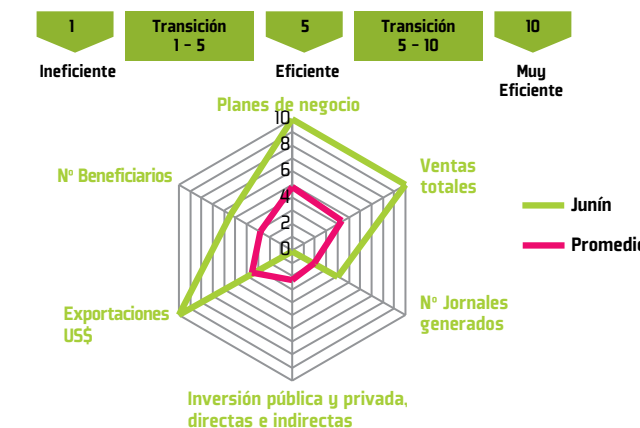 1
Transición
1 - 5
5
Transición
5 - 10
10
Ineficiente
Eficiente
Muy
Eficiente
Planes de negocio
10
8
6
4
2
0
Nº Beneficiarios
Ventas
totales
Junín
Promedio
Nº Jornales
generados
Exportaciones
US$
Inversión pública y privada,
directas e indirectas